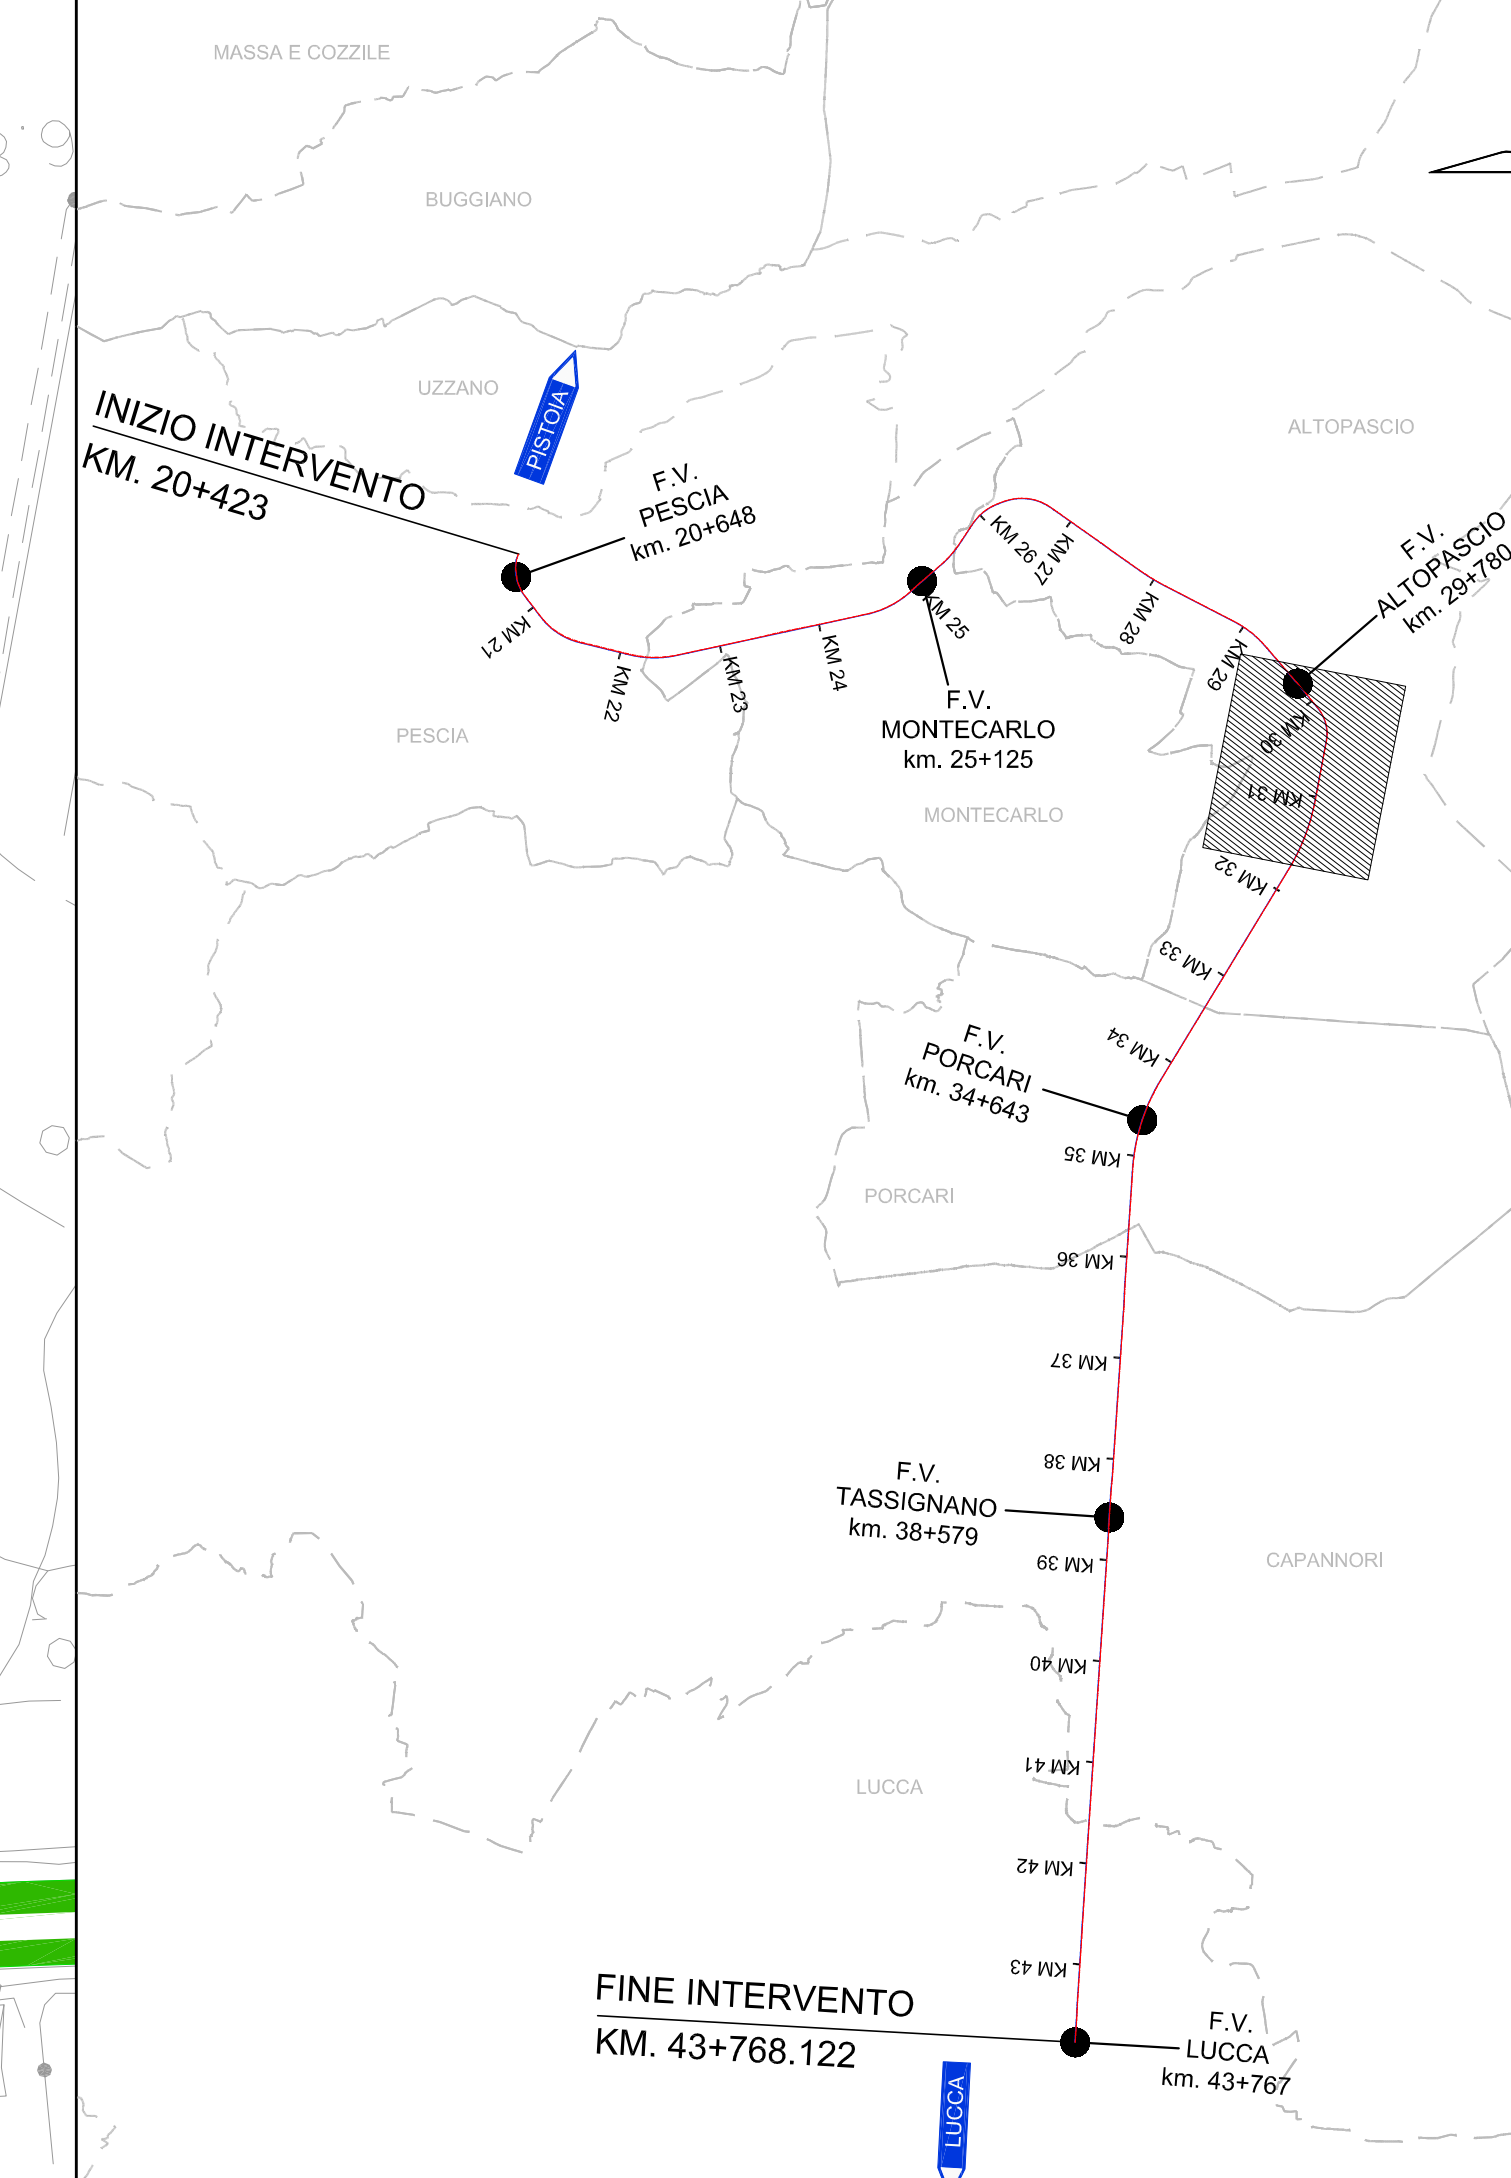 MASSA E COZZILE
BUGGIANO
UZZANO
PISTOIA
INIZIO INTERVENTO
KM. 20+423
F.V.
PESCIA
km. 20+648
ALTOPASCIO
F.V.
ALTOPASCIO
km. 29+780
KM 21
KM 22
KM 23
KM 24
KM 25
KM 26
KM 27
KM 28
KM 29
KM 30
KM 31
KM 32
KM 33
KM 34
PESCIA
F.V.
MONTECARLO
km. 25+125
MONTECARLO
F.V.
PORCARI
km. 34+643
KM 35
PORCARI
KM 36
KM 37
KM 38
F.V.
TASSIGNANO
km. 38+579
KM 39
CAPANNORI
KM 40
KM 41
LUCCA
KM 42
KM 43
FINE INTERVENTO
KM. 43+768.122
F.V.
LUCCA
km. 43+767
LUCCA